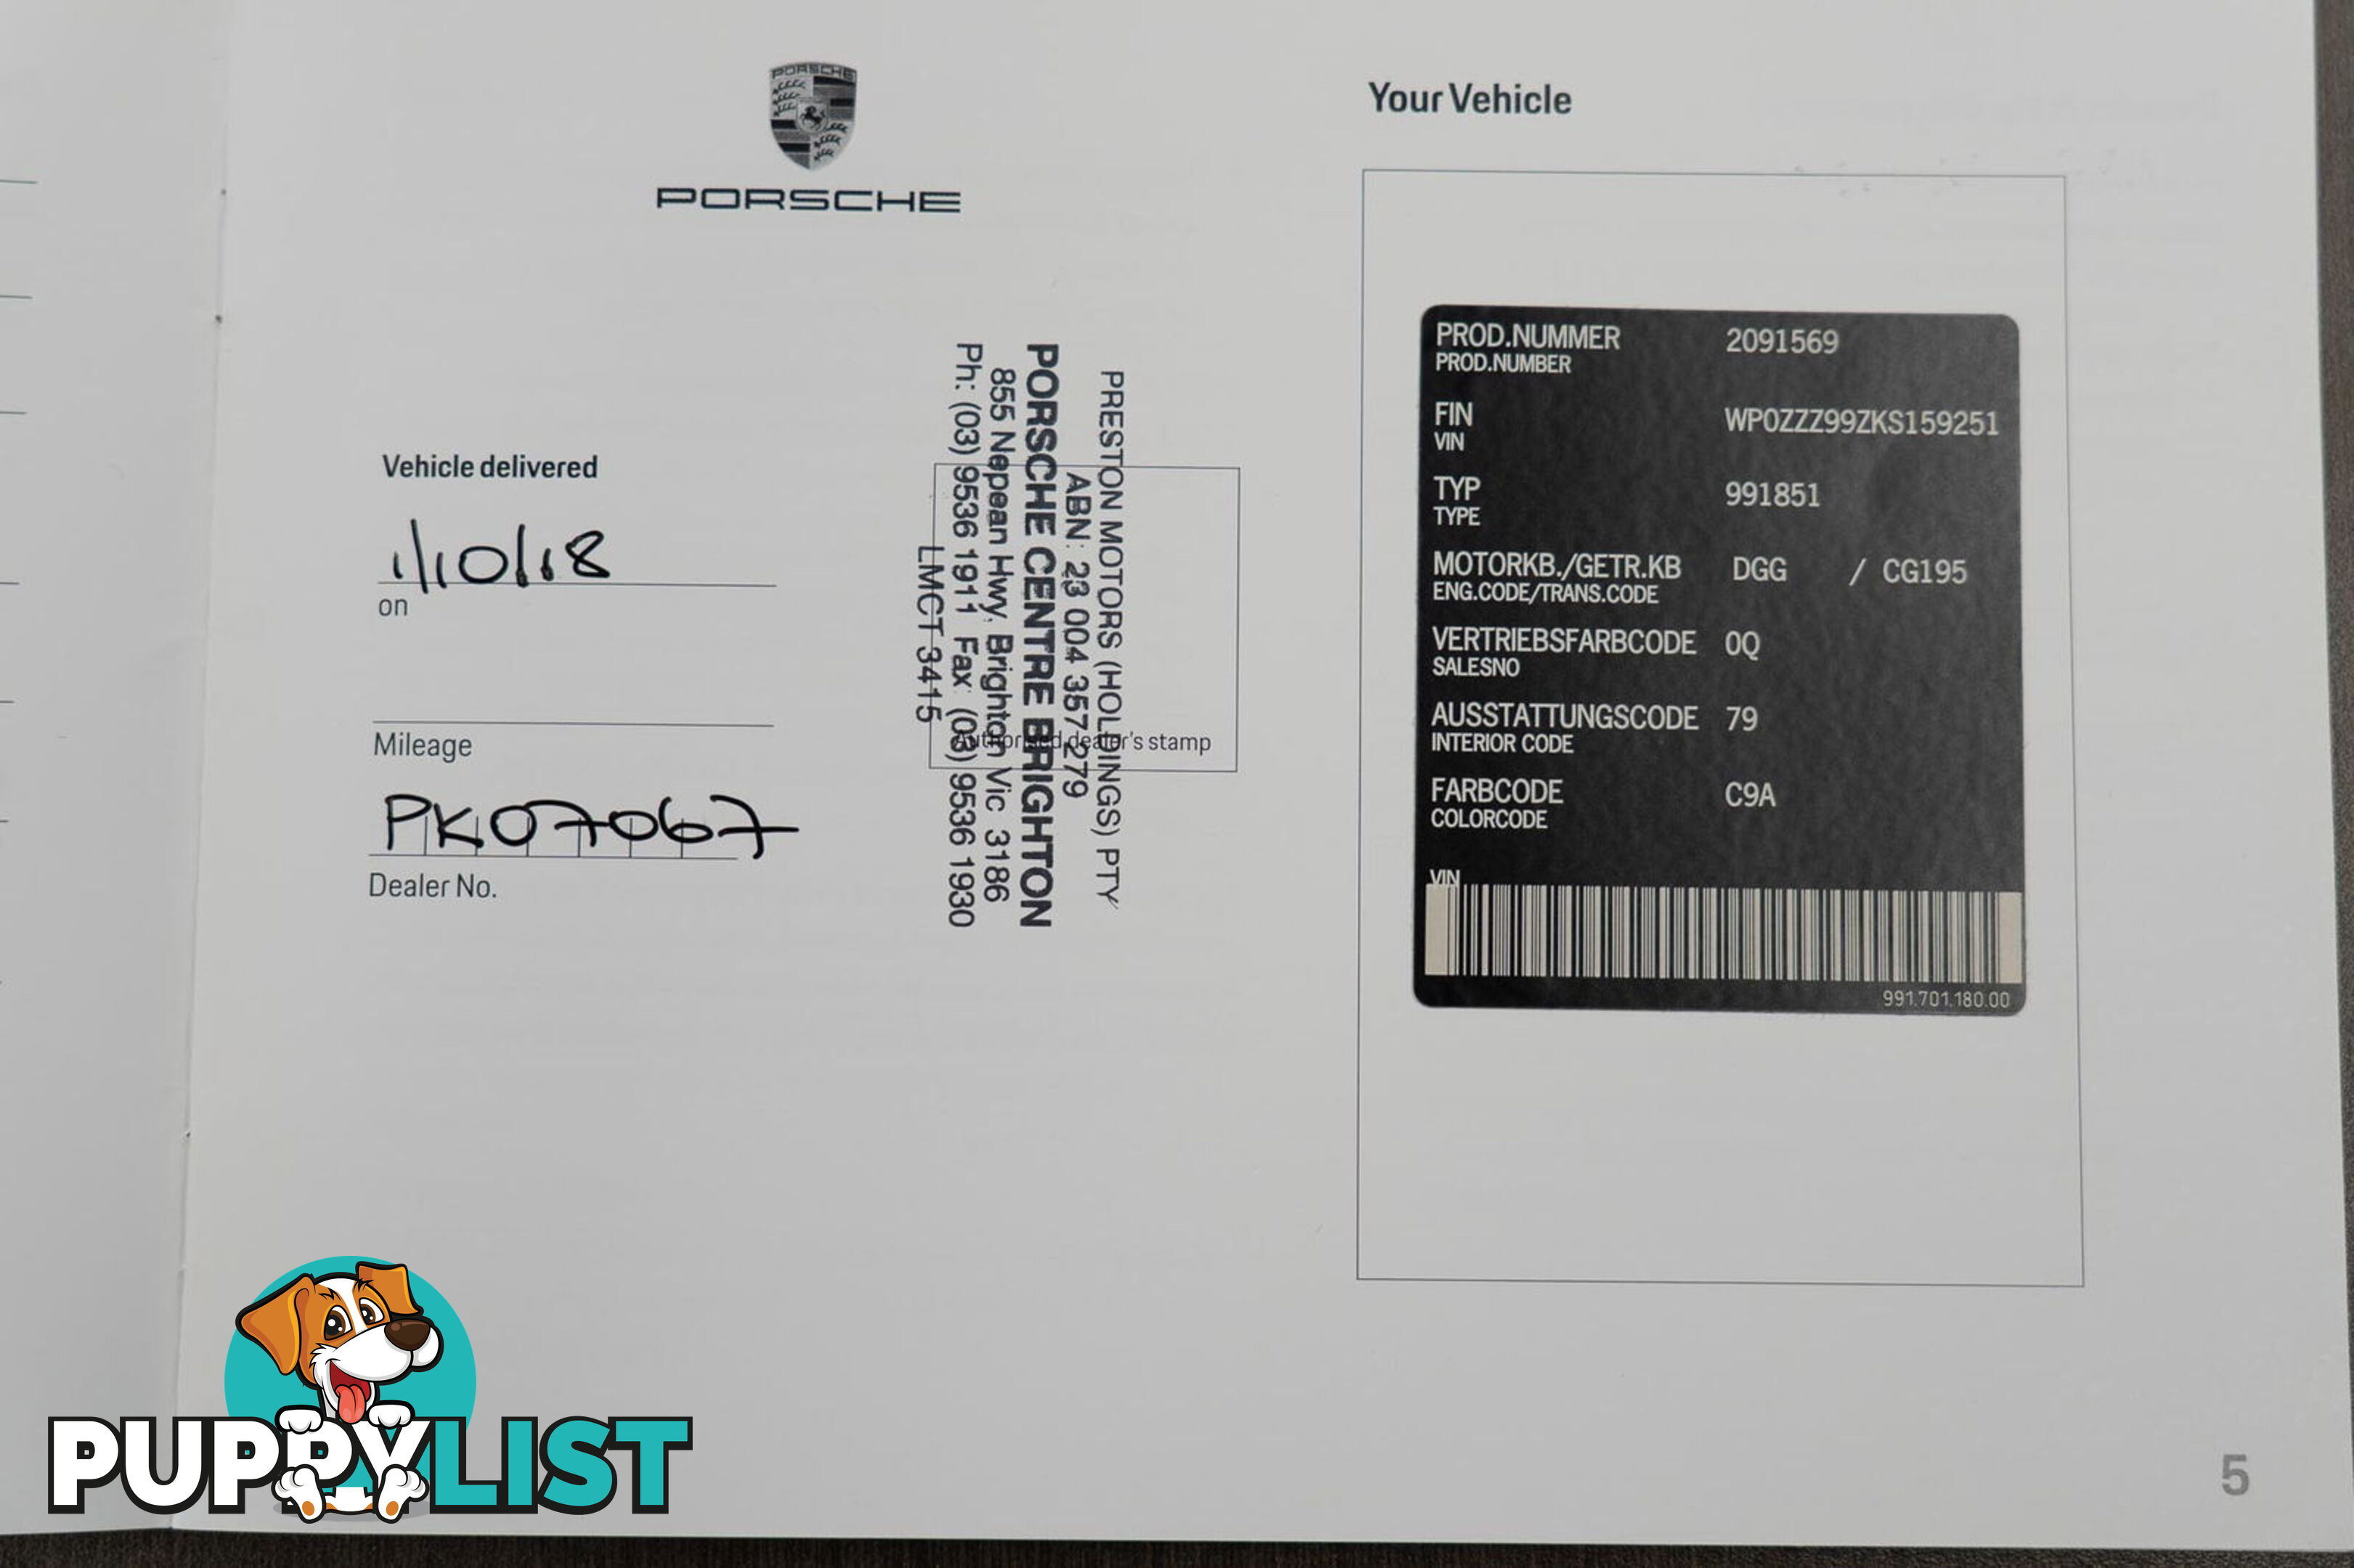 PORSCHE
PORSCHE
Vehicle delivered
1/10/18
on
Mileage
PK07067
Dealer No.
PRESTON MOTORS (HOLDINGS) PTY
ABN: 23 004 357 279
PORSCHE CENTRE BRIGHTON
855 Nepean Hwy, Brighton Vic 3186
Ph: (03) 9536 1911 Fax: (03) 9536 1930
LMCT 3415
Authorised dealer's stamp
Your Vehicle
PROD.NUMMER 2091569
PROD.NUMBER
FIN WP0ZZZ99ZKS159251
VIN
TYP 991851
TYPE
MOTORKB./GETR.KB DGG / CG195
ENG.CODE/TRANS.CODE
VERTRIEBSFARBCODE 0Q
SALESNO
AUSSTATTUNGSCODE 79
INTERIOR CODE
FARBCODE C9A
COLORCODE
VIN
991.701.180.00
5
PUPPYLIST